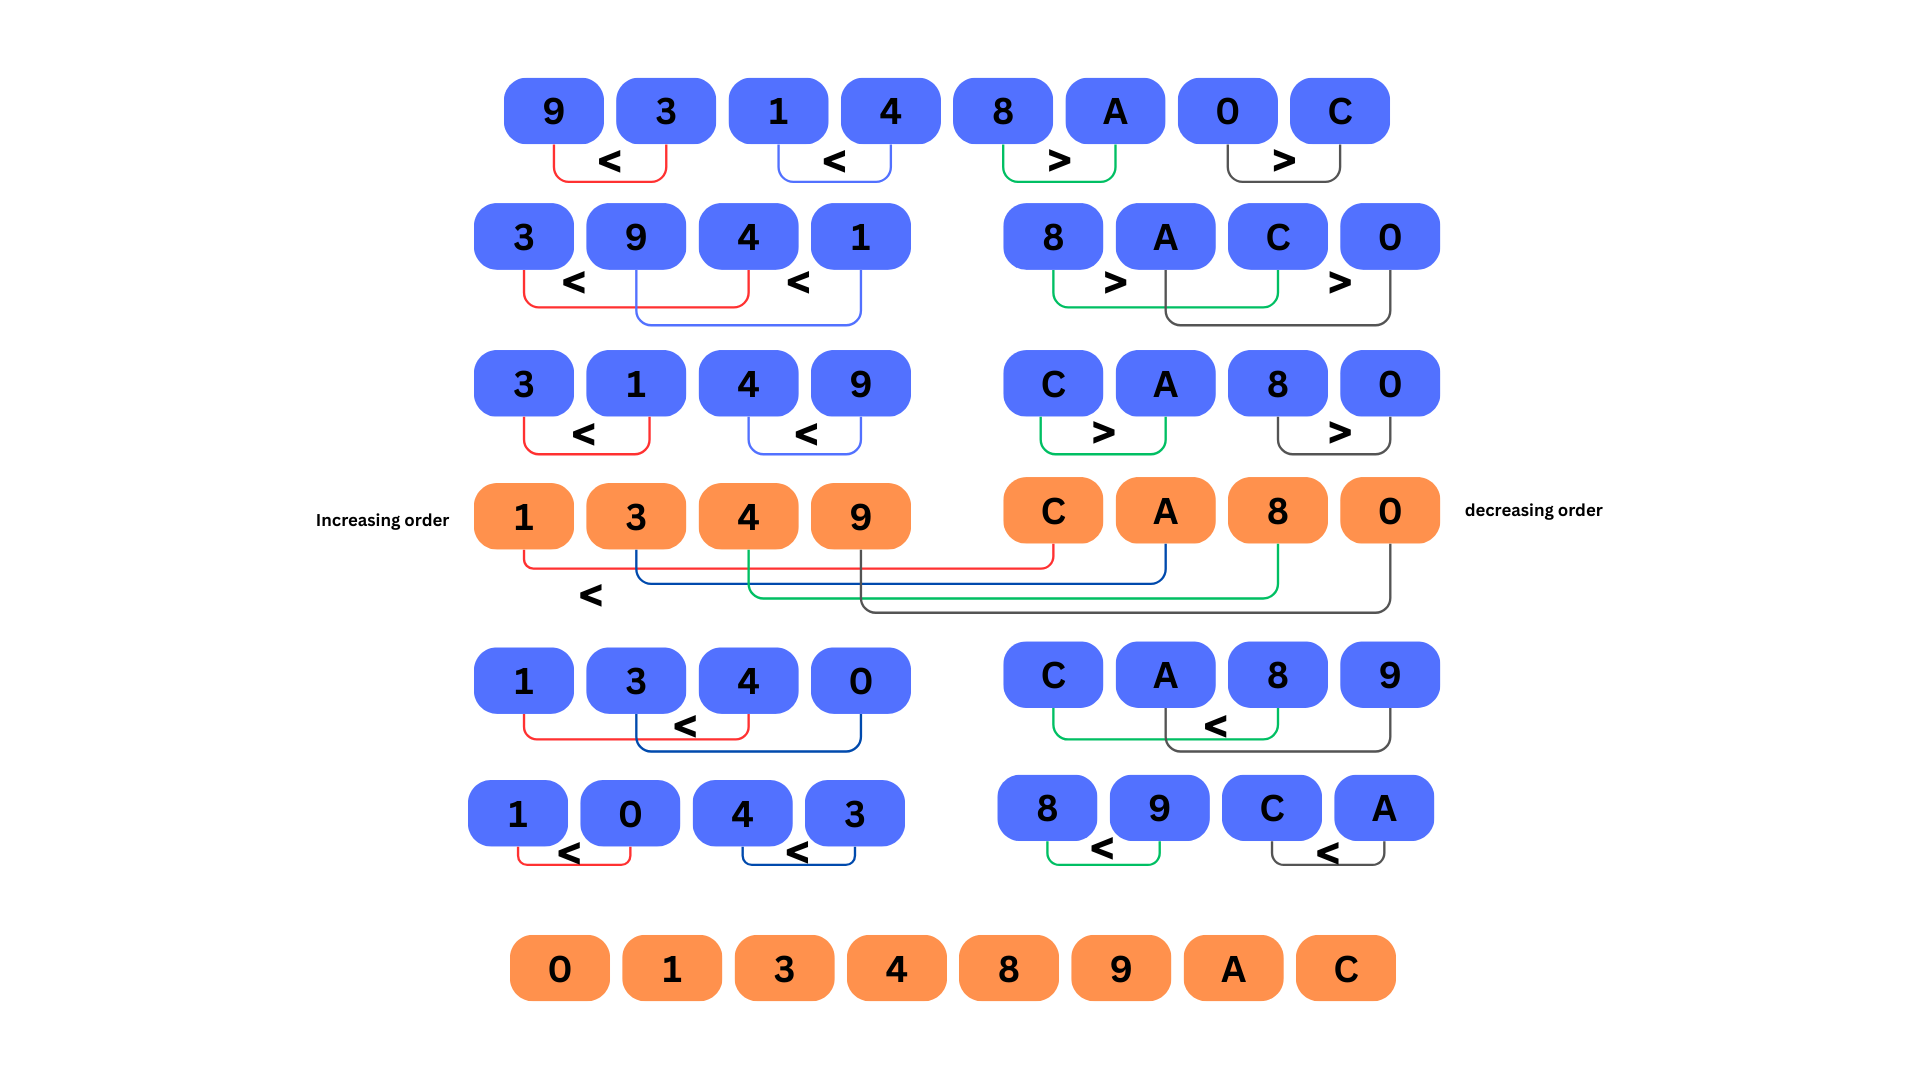 9 3 1 4 8 A 0 C
< < > >
3 9 4 1 8 A C 0
< < > >
3 1 4 9 C A 8 0
< < > >
Increasing order 1 3 4 9 C A 8 0 decreasing order
<
1 3 4 0 C A 8 9
< <
1 0 4 3 8 9 C A
< < < <
0 1 3 4 8 9 A C